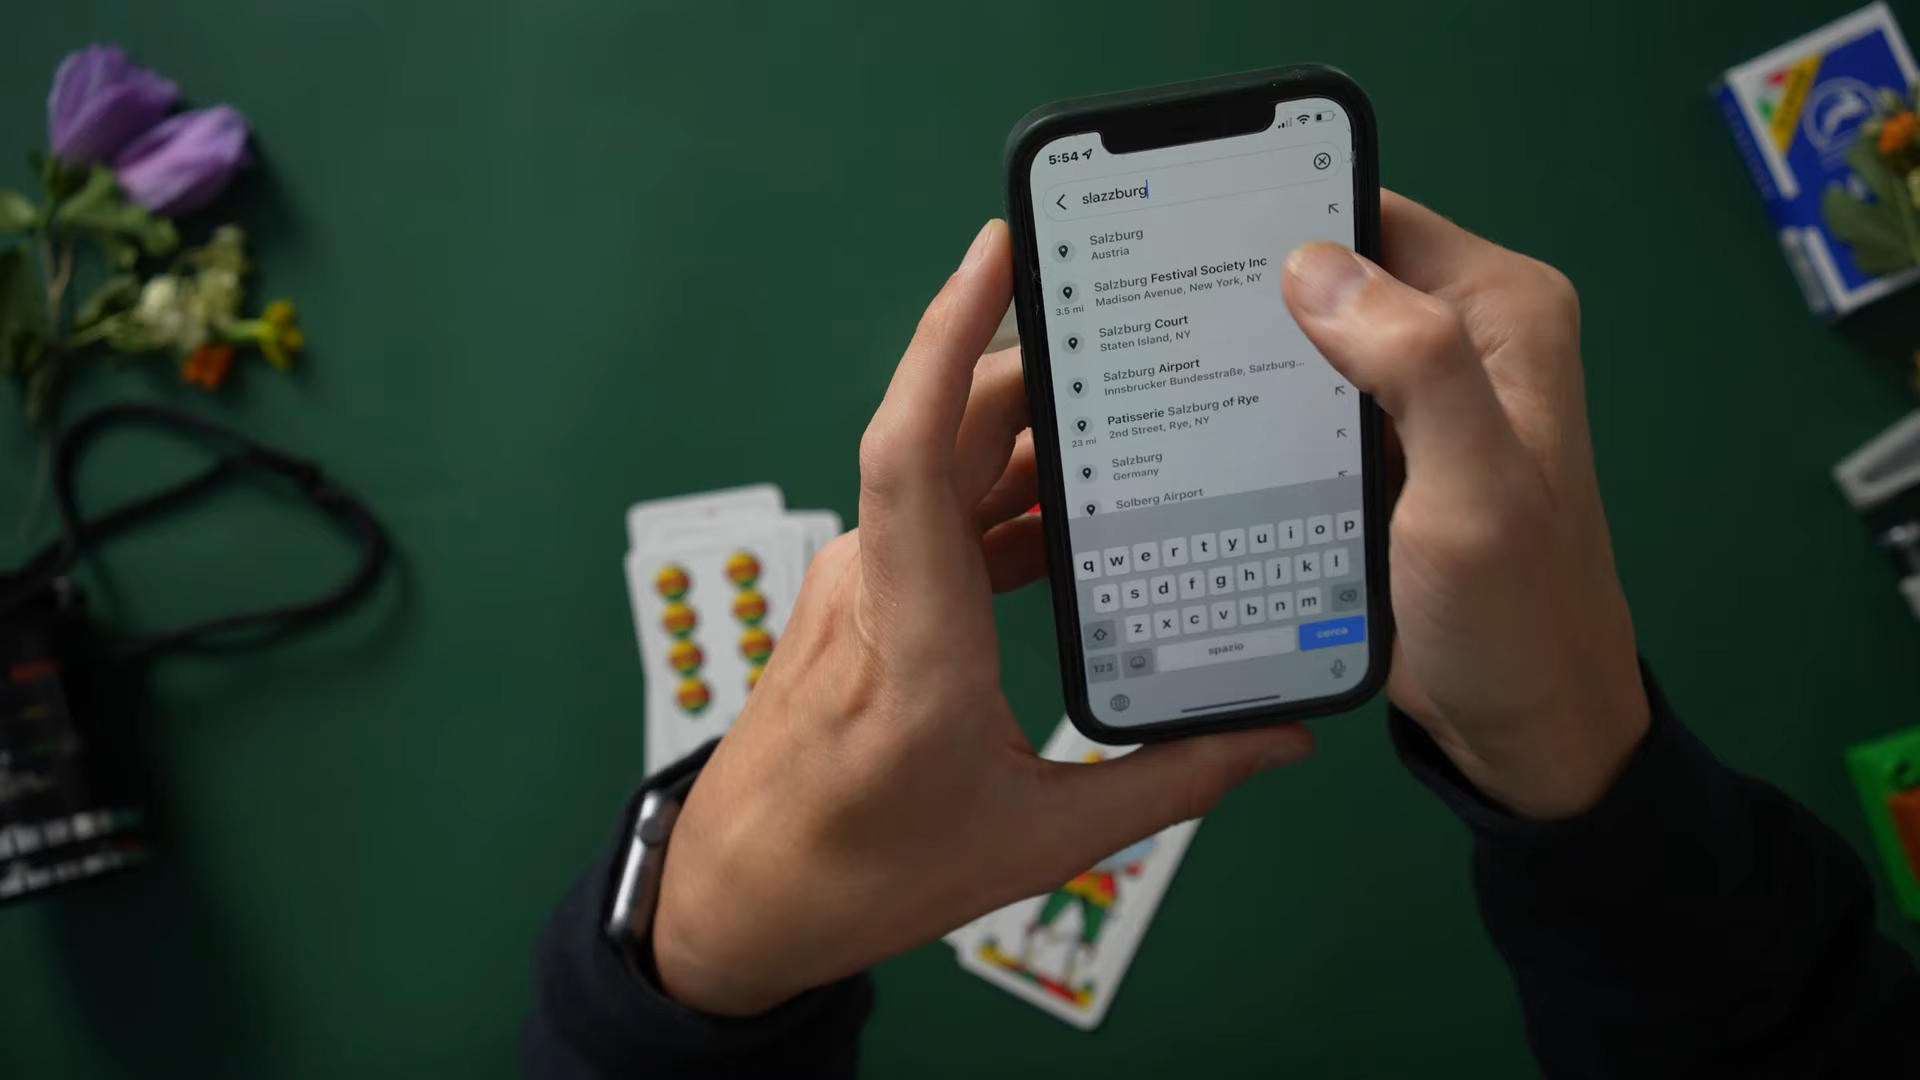 5:54
slazzburg
Salzburg
Austria
Salzburg Festival Society Inc
Madison Avenue, New York, NY
3.5 mi
Salzburg Court
Staten Island, NY
Salzburg Airport
Innsbrucker Bundesstraße, Salzburg...
Patisserie Salzburg of Rye
2nd Street, Rye, NY
23 mi
Salzburg
Germany
Solberg Airport
q w e r t y u i o p
a s d f g h j k l
z x c v b n m
123 spazio cerca